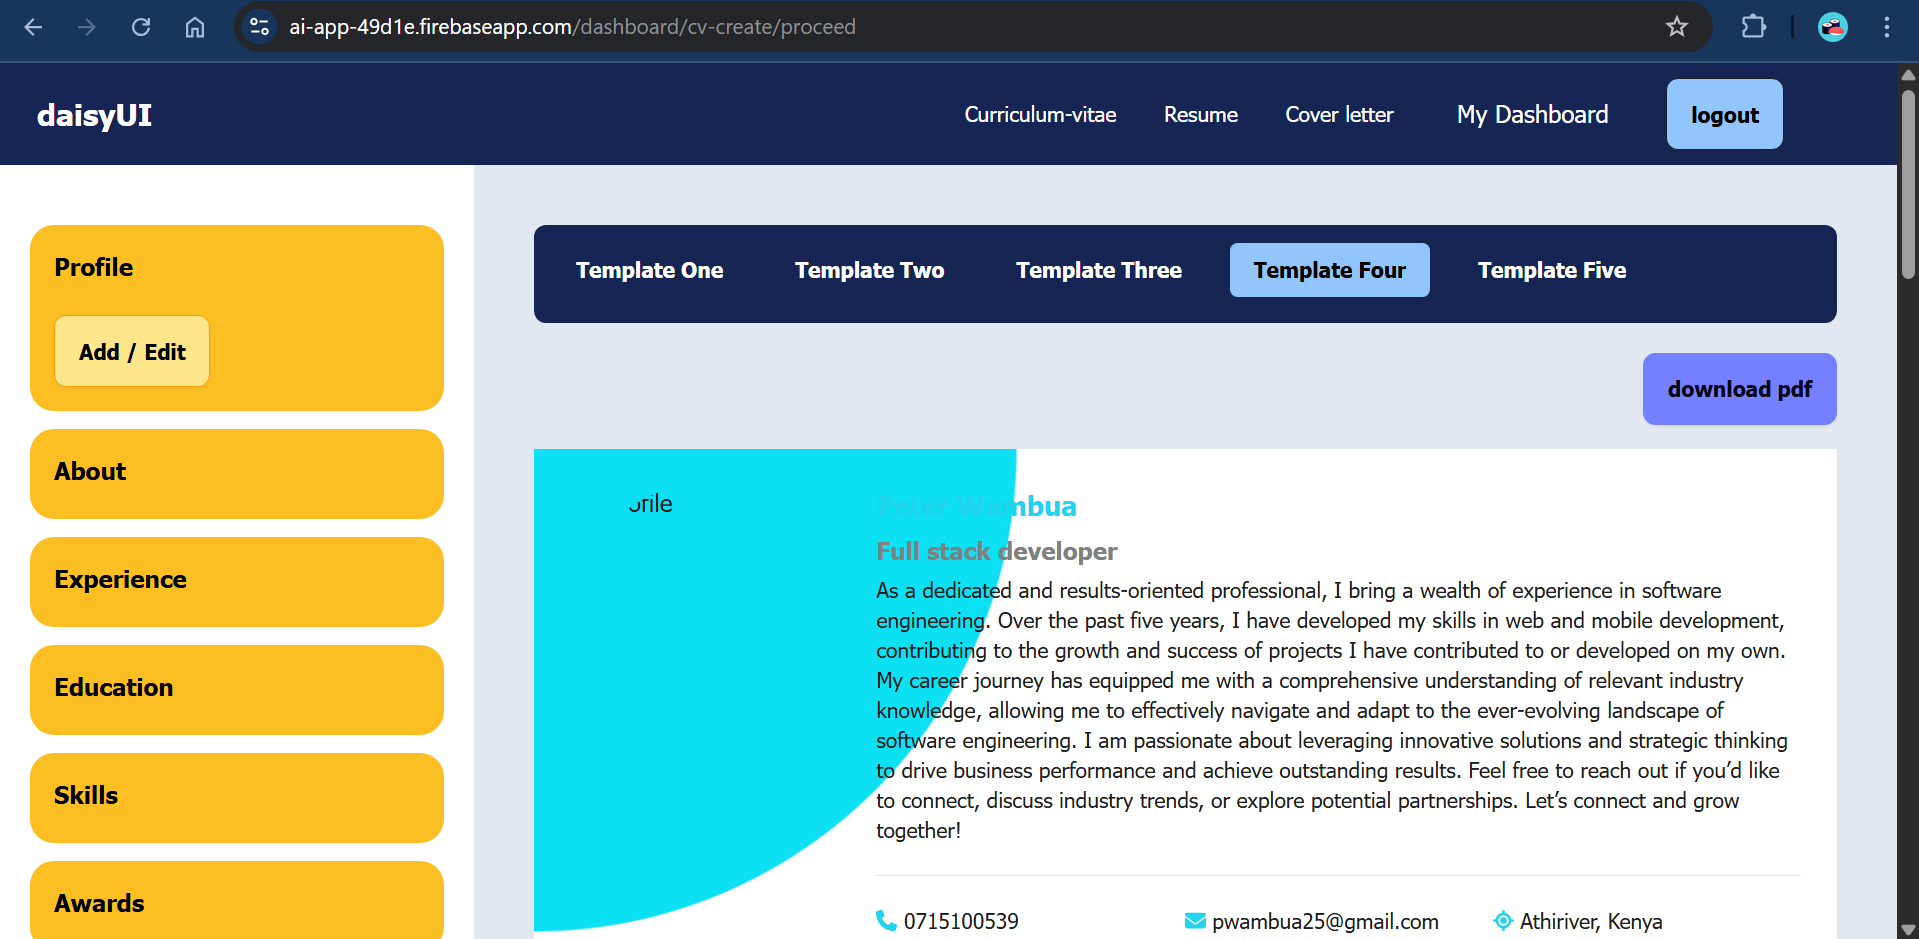 ai-app-49d1e.firebaseapp.com/dashboard/cv-create/proceed
daisyUI
Curriculum-vitae
Resume
Cover letter
My Dashboard
logout
Profile
Add / Edit
About
Experience
Education
Skills
Awards
Template One
Template Two
Template Three
Template Four
Template Five
download pdf
Peter Wambua
Full stack developer
As a dedicated and results-oriented professional, I bring a wealth of experience in software
engineering. Over the past five years, I have developed my skills in web and mobile development,
contributing to the growth and success of projects I have contributed to or developed on my own.
My career journey has equipped me with a comprehensive understanding of relevant industry
knowledge, allowing me to effectively navigate and adapt to the ever-evolving landscape of
software engineering. I am passionate about leveraging innovative solutions and strategic thinking
to drive business performance and achieve outstanding results. Feel free to reach out if you’d like
to connect, discuss industry trends, or explore potential partnerships. Let’s connect and grow
together!
0715100539
pwambua25@gmail.com
Athiriver, Kenya